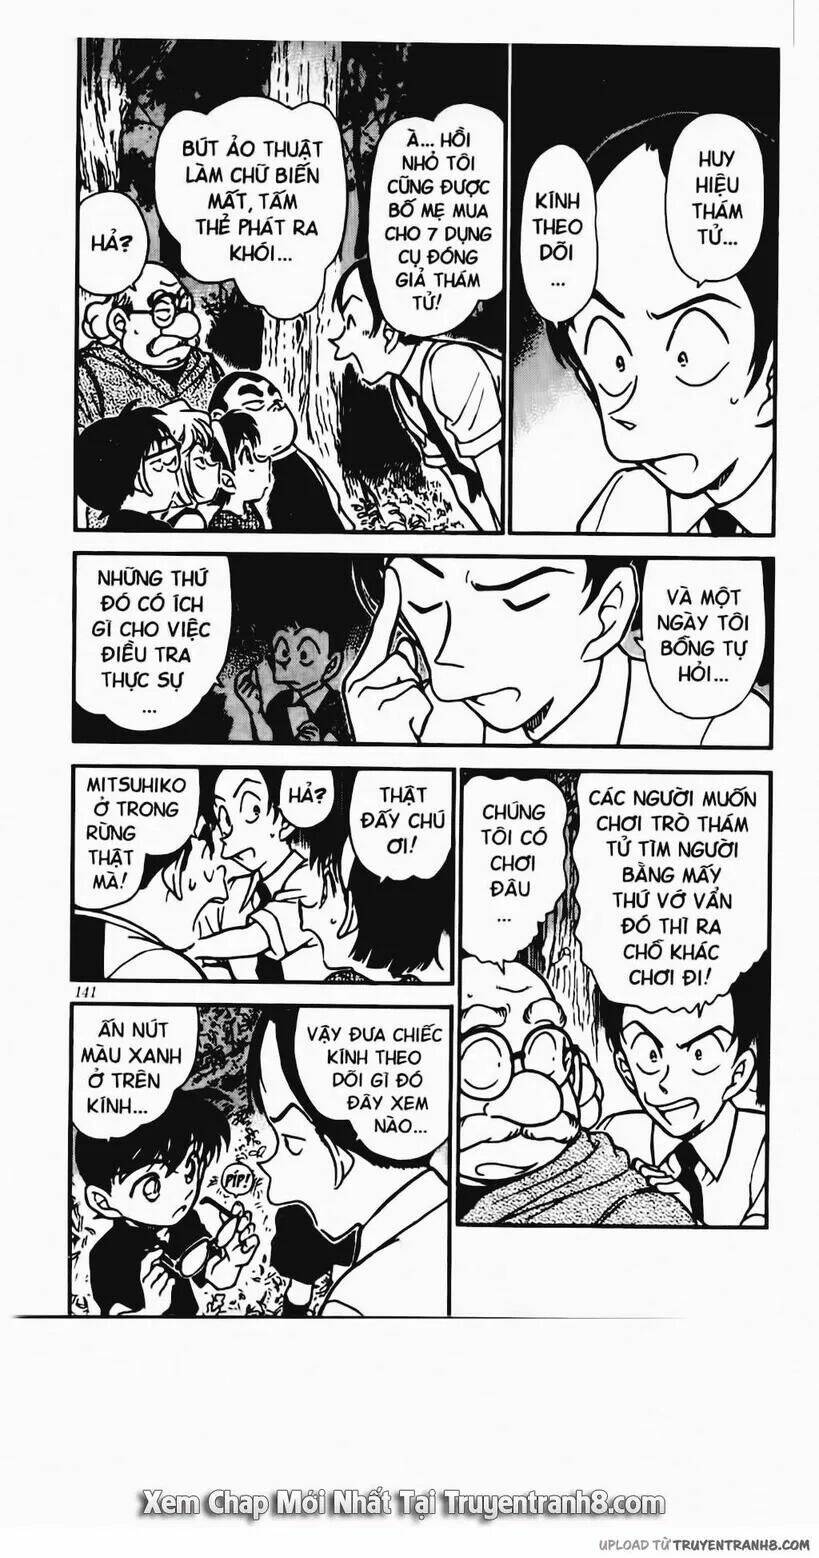 HUY
HIỆU
THÁM
TỬ...
KÍNH
THEO
DÕI
...
À... HỒI
NHỎ TÔI
CŨNG ĐƯỢC
BỐ MẸ MUA
CHO 7 DỤNG
CỤ ĐÓNG
GIẢ THÁM
TỬ!
BÚT ẢO THUẬT
LÀM CHỮ BIẾN
MẤT, TẤM
THẺ PHÁT RA
KHÓI...
HẢ?
VÀ MỘT
NGÀY TÔI
BỖNG TỰ
HỎI...
NHỮNG THỨ
ĐÓ CÓ ÍCH
GÌ CHO VIỆC
ĐIỀU TRA
THỰC SỰ
...
CÁC NGƯỜI MUỐN
CHƠI TRÒ THÁM
TỬ TÌM NGƯỜI
BẰNG MẤY
THỨ VỚ VẨN
ĐÓ THÌ RA
CHỖ KHÁC
CHƠI ĐI!
CHÚNG
TÔI CÓ
CHƠI
ĐÂU
...
THẬT
ĐẤY CHÚ
ƠI!
HẢ?
MITSUHIKO
Ở TRONG
RỪNG
THẬT
MÀ!
141
VẬY ĐƯA CHIẾC
KÍNH THEO
DÕI GÌ ĐÓ
ĐÂY XEM
NÀO...
ẤN NÚT
MÀU XANH
Ở TRÊN
KÍNH...
PÍP!
Xem Chap Mới Nhất Tại Truyentranh8.com
UPLOAD TỪ TRUYENTRANH8.COM